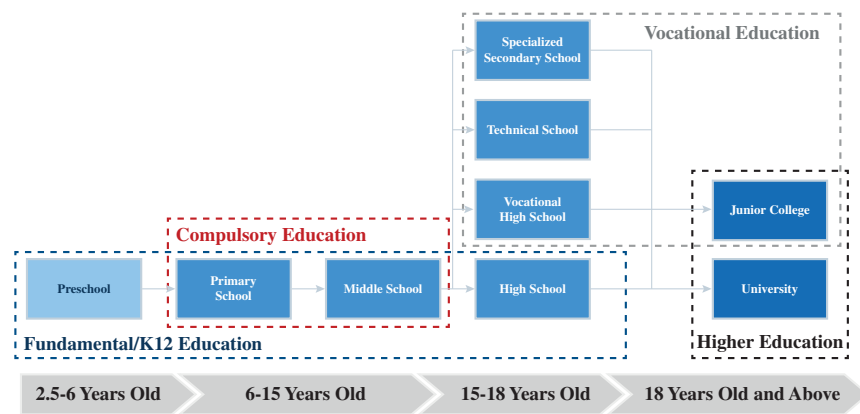 Specialized
Secondary School
Vocational Education
Technical School
Vocational
High School
Junior College
Compulsory Education
Preschool
Primary
School
Middle School
High School
University
Fundamental/K12 Education
Higher Education
2.5-6 Years Old
6-15 Years Old
15-18 Years Old
18 Years Old and Above